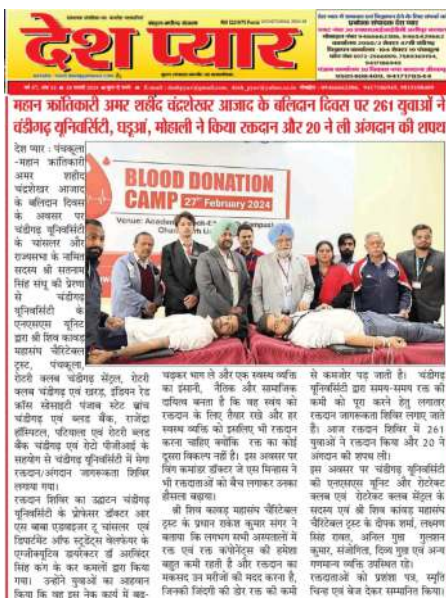 देश प्यार
महान क्रांतिकारी अमर शहीद चंद्रशेखर आजाद के बलिदान दिवस पर 261 युवाओं ने
चंडीगढ़ यूनिवर्सिटी, घड़ुआं, मोहाली ने किया रक्तदान और 20 ने ली अंगदान की शपथ
BLOOD DONATION
CAMP 27th February 2024
Venue:
देश प्यार : पंचकूला
-महान क्रांतिकारी
अमर शहीद
चंद्रशेखर आजाद
के बलिदान दिवस
के अवसर पर
चंडीगढ़ यूनिवर्सिटी
के चांसलर और
राज्यसभा के नामित
सदस्य श्री सतनाम
सिंह संधू की प्रेरणा
से चंडीगढ़
यूनिवर्सिटी के
एनएसएस यूनिट
द्वारा श्री शिव कावड़
महासंघ चैरिटेबल
ट्रस्ट, पंचकूला,
रोटरी क्लब चंडीगढ़ सेंट्रल, रोटरी
क्लब चंडीगढ़ एवं खरड़, इंडियन रेड
क्रॉस सोसाइटी पंजाब स्टेट ब्रांच
चंडीगढ़ एवं ब्लड बैंक, राजेंद्रा
हॉस्पिटल, पटियाला एवं रोटरी ब्लड
बैंक चंडीगढ़ एवं रोटो पीजीआई के
सहयोग से चंडीगढ़ यूनिवर्सिटी में मेगा
रक्तदान/अंगदान जागरूकता शिविर
लगाया गया।
रक्तदान शिविर का उद्घाटन चंडीगढ़
यूनिवर्सिटी के प्रोफेसर डॉक्टर आर
एस बावा एडवाइजर टू चांसलर एवं
डिपार्टमेंट ऑफ स्टूडेंट्स वेलफेयर के
एग्जीक्यूटिव डायरेक्टर डॉ अरविंदर
सिंह कंग के कर कमलों द्वारा किया
गया। उन्होंने युवाओं का आहवान
किया कि वह इस नेक कार्य में बढ़-
चढ़कर भाग ले और एक स्वस्थ व्यक्ति
का इंसानी, नैतिक और सामाजिक
दायित्व बनता है कि वह स्वयं को
रक्तदान के लिए तैयार रखे और हर
स्वस्थ व्यक्ति को इसलिए भी रक्तदान
करना चाहिए क्योंकि रक्त का कोई
दूसरा विकल्प नहीं है। इस अवसर पर
विंग कमांडर डॉक्टर जे एस मिन्हास ने
भी रक्तदाताओं को बैच लगाकर उनका
हौसला बढ़ाया।
श्री शिव कावड़ महासंघ चैरिटेबल
ट्रस्ट के प्रधान राकेश कुमार संगर ने
बताया कि लगभग सभी अस्पतालों में
रक्त एवं रक्त कंपोनेंट्स की हमेशा
बहुत कमी रहती है और रक्तदान का
मकसद उन मरीजों की मदद करना है,
जिनकी जिंदगी की डोर रक्त की कमी
से कमजोर पड़ जाती है। चंडीगढ़
यूनिवर्सिटी द्वारा समय-समय रक्त की
कमी को पूरा करने हेतु लगातार
रक्तदान जागरूकता शिविर लगाए जाते
हैं। आज रक्तदान शिविर में 261
युवाओं ने रक्तदान किया और 20 ने
अंगदान की शपथ ली।
इस अवसर पर चंडीगढ़ यूनिवर्सिटी
की एनएसएस यूनिट और रोटरेक्ट
क्लब एवं रोटरेक्ट क्लब सेंट्रल के
सदस्य एवं श्री शिव कावड़ महासंघ
चैरिटेबल ट्रस्ट के दीपक शर्मा, लक्ष्मण
सिंह रावत, अनिल गुप्ता गुलशन
कुमार, संजोगिता, दिव्य गुप्ता एवं अन्य
गणमान्य व्यक्ति उपस्थित रहे।
रक्तदाताओं को प्रशंसा पत्र, स्मृति
चिन्ह एवं बेजर देकर सम्मानित किया।